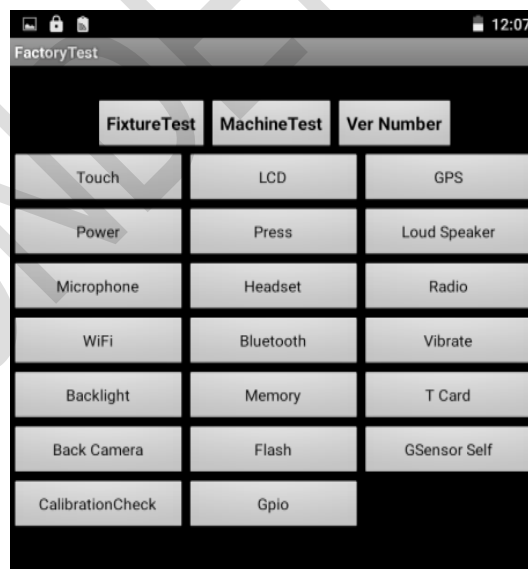 12:07
FactoryTest
FixtureTest MachineTest Ver Number
Touch LCD GPS
Power Press Loud Speaker
Microphone Headset Radio
WiFi Bluetooth Vibrate
Backlight Memory T Card
Back Camera Flash GSensor Self
CalibrationCheck Gpio